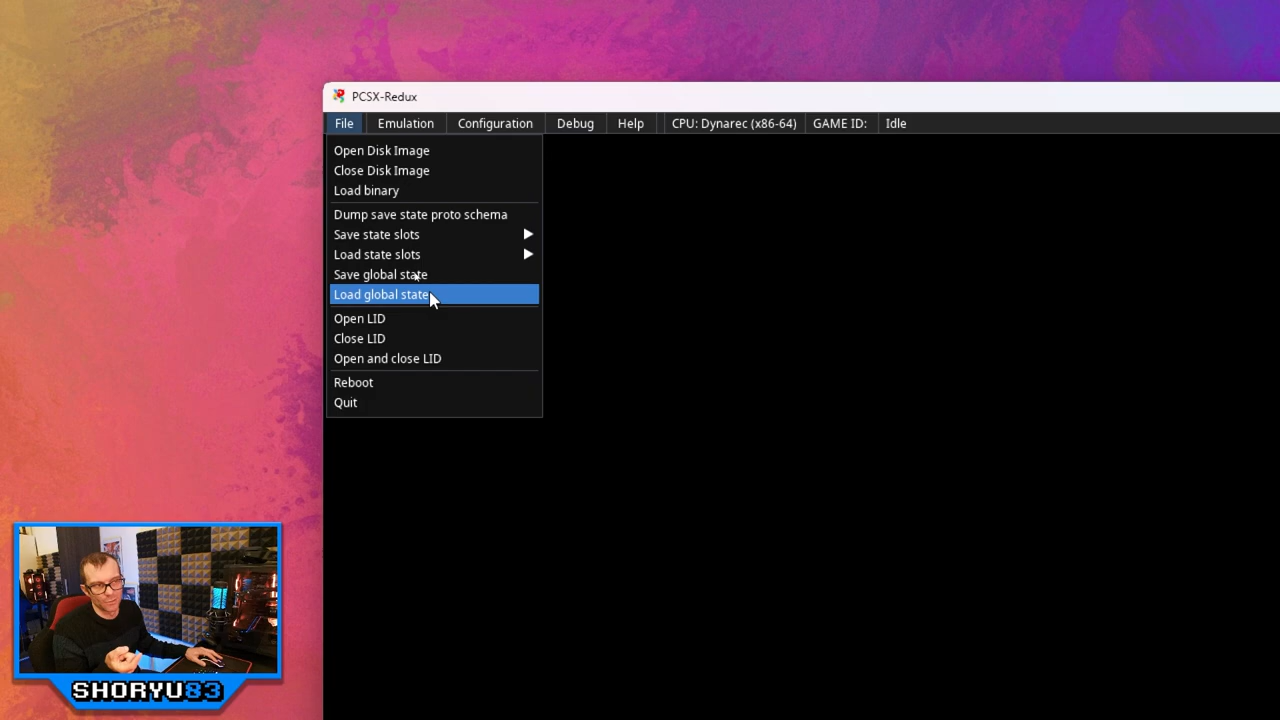 PCSX-Redux
File Emulation Configuration Debug Help CPU: Dynarec (x86-64) GAME ID: Idle
Open Disk Image
Close Disk Image
Load binary
Dump save state proto schema
Save state slots
Load state slots
Save global state
Load global state
Open LID
Close LID
Open and close LID
Reboot
Quit
SHORYU83